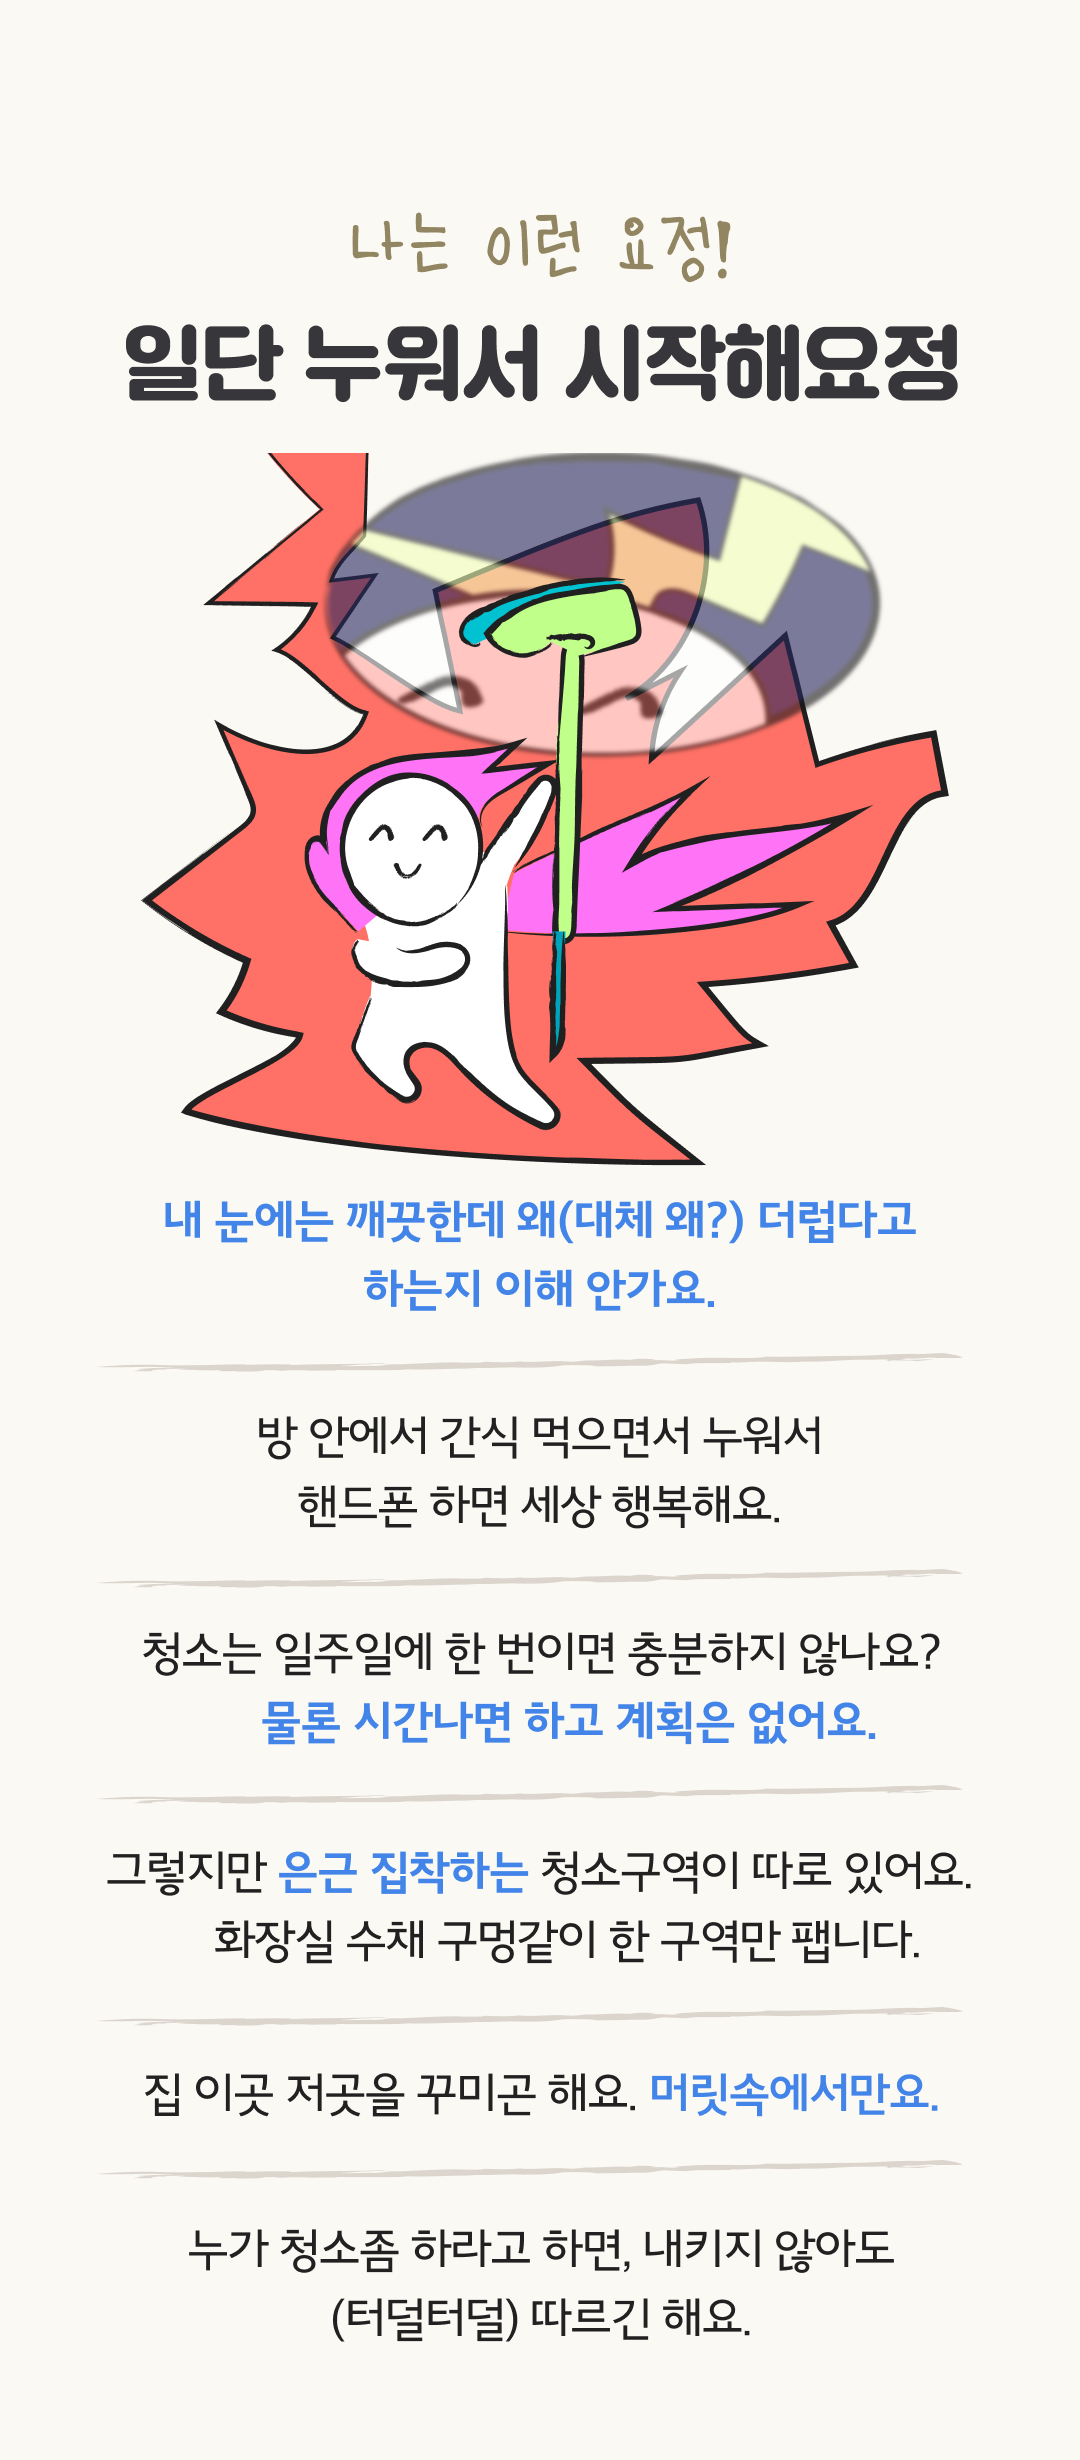 나는 이런 요정!
일단 누워서 시작해요정
내 눈에는 깨끗한데 왜(대체 왜?) 더럽다고
하는지 이해 안가요.
방 안에서 간식 먹으면서 누워서
핸드폰 하면 세상 행복해요.
청소는 일주일에 한 번이면 충분하지 않나요?
물론 시간나면 하고 계획은 없어요.
그렇지만 은근 집착하는 청소구역이 따로 있어요.
화장실 수채 구멍같이 한 구역만 팹니다.
집 이곳 저곳을 꾸미곤 해요. 머릿속에서만요.
누가 청소좀 하라고 하면, 내키지 않아도
(터덜터덜) 따르긴 해요.